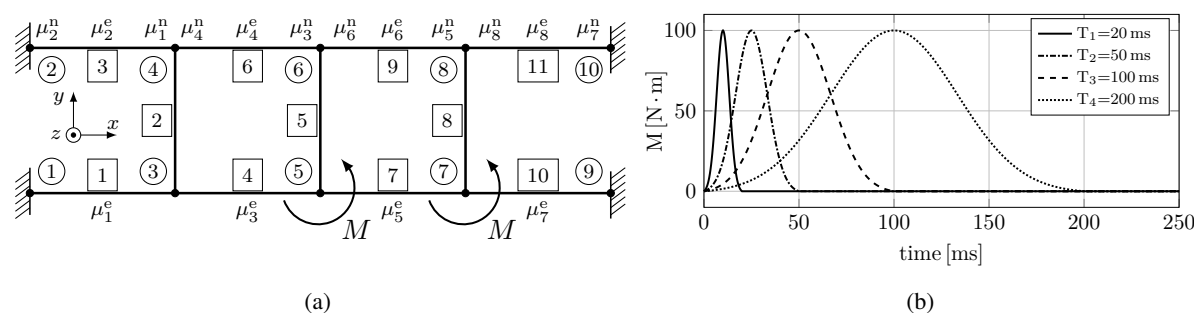 μ₂ⁿ μ₂ᵉ μ₁ⁿ μ₄ⁿ μ₄ᵉ μ₃ⁿ μ₆ⁿ μ₆ᵉ μ₅ⁿ μ₈ⁿ μ₈ᵉ μ₇ⁿ
2 3 4 6 6 9 8 11 10
y
z x
2 5 8
1 1 3 4 5 7 7 10 9
μ₁ᵉ μ₃ᵉ μ₅ᵉ μ₇ᵉ
M M
(a)
M [N·m]
100
50
0
0 50 100 150 200 250
time [ms]
T₁=20 ms
T₂=50 ms
T₃=100 ms
T₄=200 ms
(b)